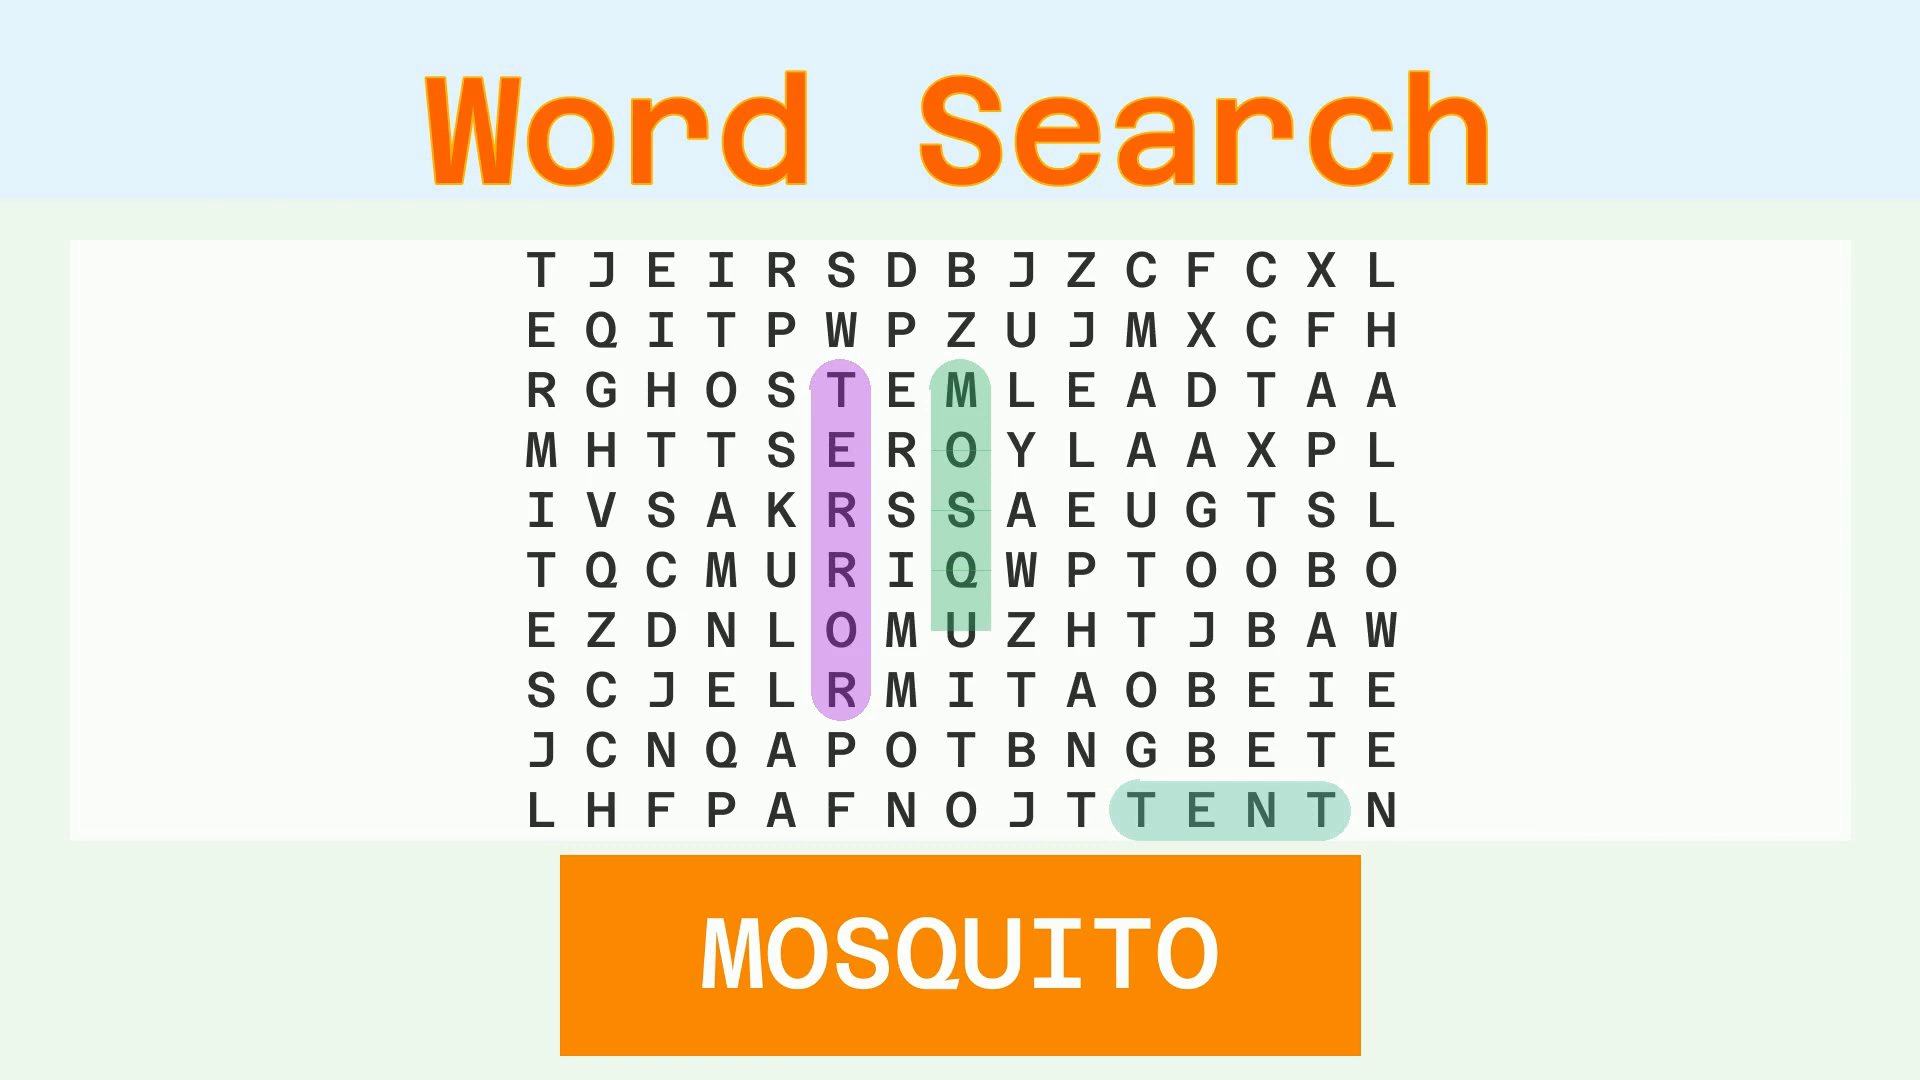 Word Search
T J E I R S D B J Z C F C X L
E Q I T P W P Z U J M X C F H
R G H O S T E M L E A D T A A
M H T T S E R O Y L A A X P L
I V S A K R S S A E U G T S L
T Q C M U R I Q W P T O O B O
E Z D N L O M U Z H T J B A W
S C J E L R M I T A O B E I E
J C N Q A P O T B N G B E T E
L H F P A F N O J T T E N T N
MOSQUITO